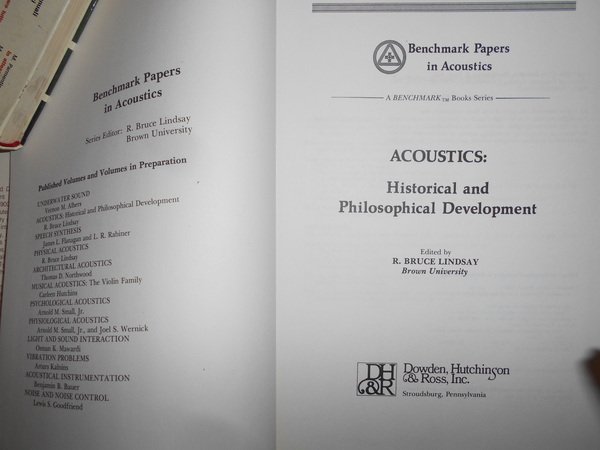 Benchmark Papers
in Acoustics
Series Editor: R. Bruce Lindsay
Brown University
Published Volumes and Volumes in Preparation
UNDERWATER SOUND
Vernon M. Albers
ACOUSTICS: Historical and Philosophical Development
R. Bruce Lindsay
SPEECH SYNTHESIS
James L. Flanagan and L. R. Rabiner
PHYSICAL ACOUSTICS
R. Bruce Lindsay
ARCHITECTURAL ACOUSTICS
Thomas D. Northwood
MUSICAL ACOUSTICS: The Violin Family
Carleen Hutchins
PSYCHOLOGICAL ACOUSTICS
Arnold M. Small, Jr.
PHYSIOLOGICAL ACOUSTICS
Arnold M. Small, Jr., and Joel S. Wernick
LIGHT AND SOUND INTERACTION
Osman K. Mawardi
VIBRATION PROBLEMS
Arturs Kalnins
ACOUSTICAL INSTRUMENTATION
Benjamin B. Bauer
NOISE AND NOISE CONTROL
Lewis S. Goodfriend
Benchmark Papers
in Acoustics
A BENCHMARK™ Books Series
ACOUSTICS:
Historical and
Philosophical Development
Edited by
R. BRUCE LINDSAY
Brown University
DH
&R
Dowden, Hutchingon
& Ross, Inc.
Stroudsburg, Pennsylvania